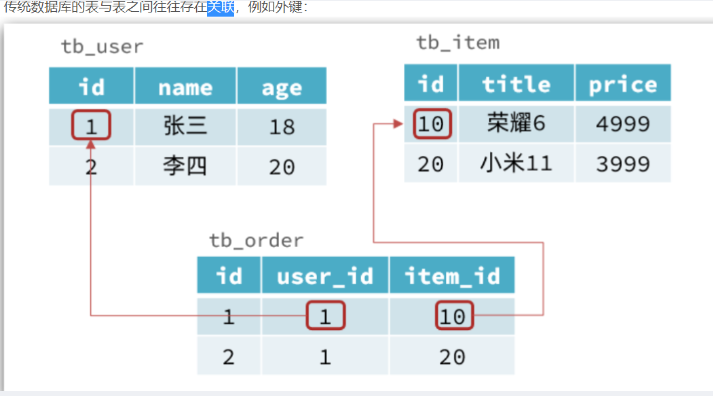 传统数据库的表与表之间往往存在关联，例如外键：
tb_user
id name age
1 张三 18
2 李四 20
tb_item
id title price
10 荣耀6 4999
20 小米11 3999
tb_order
id user_id item_id
1 1 10
2 1 20